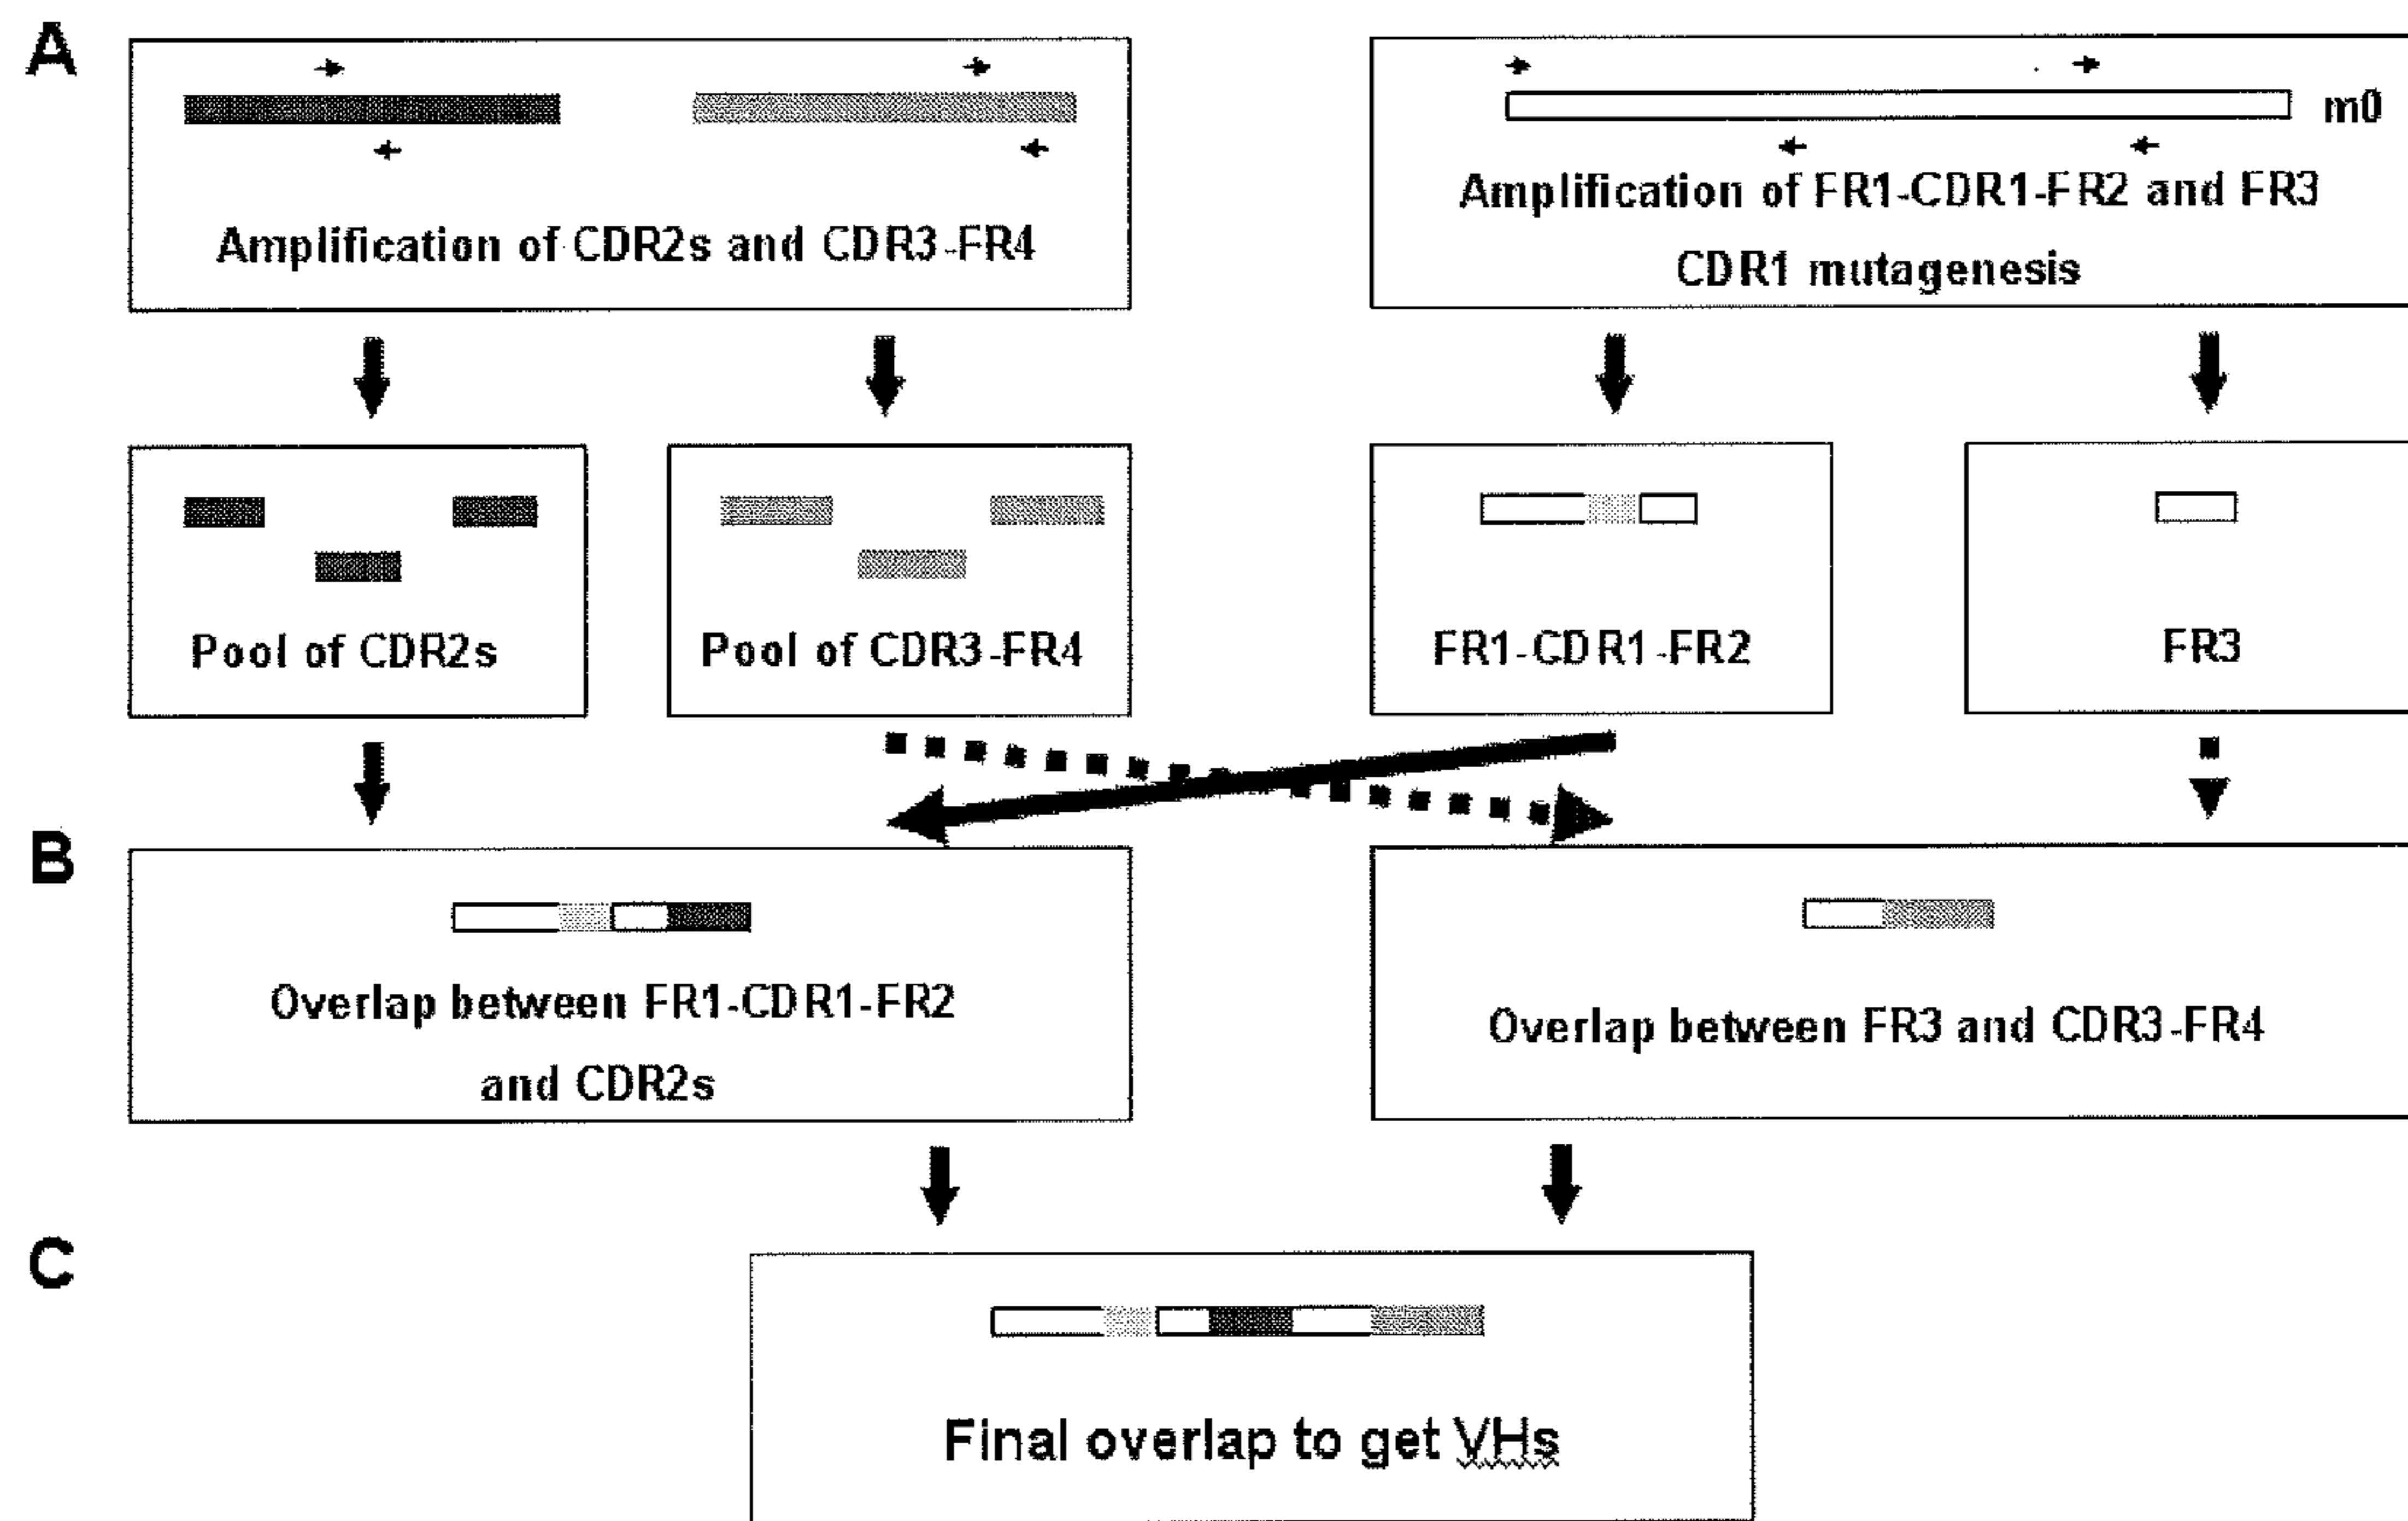 A
m0
Amplification of CDR2s and CDR3-FR4
Amplification of FR1-CDR1-FR2 and FR3
CDR1 mutagenesis
Pool of CDR2s
Pool of CDR3-FR4
FR1-CDR1-FR2
FR3
B
Overlap between FR1-CDR1-FR2
and CDR2s
Overlap between FR3 and CDR3-FR4
C
Final overlap to get VHs